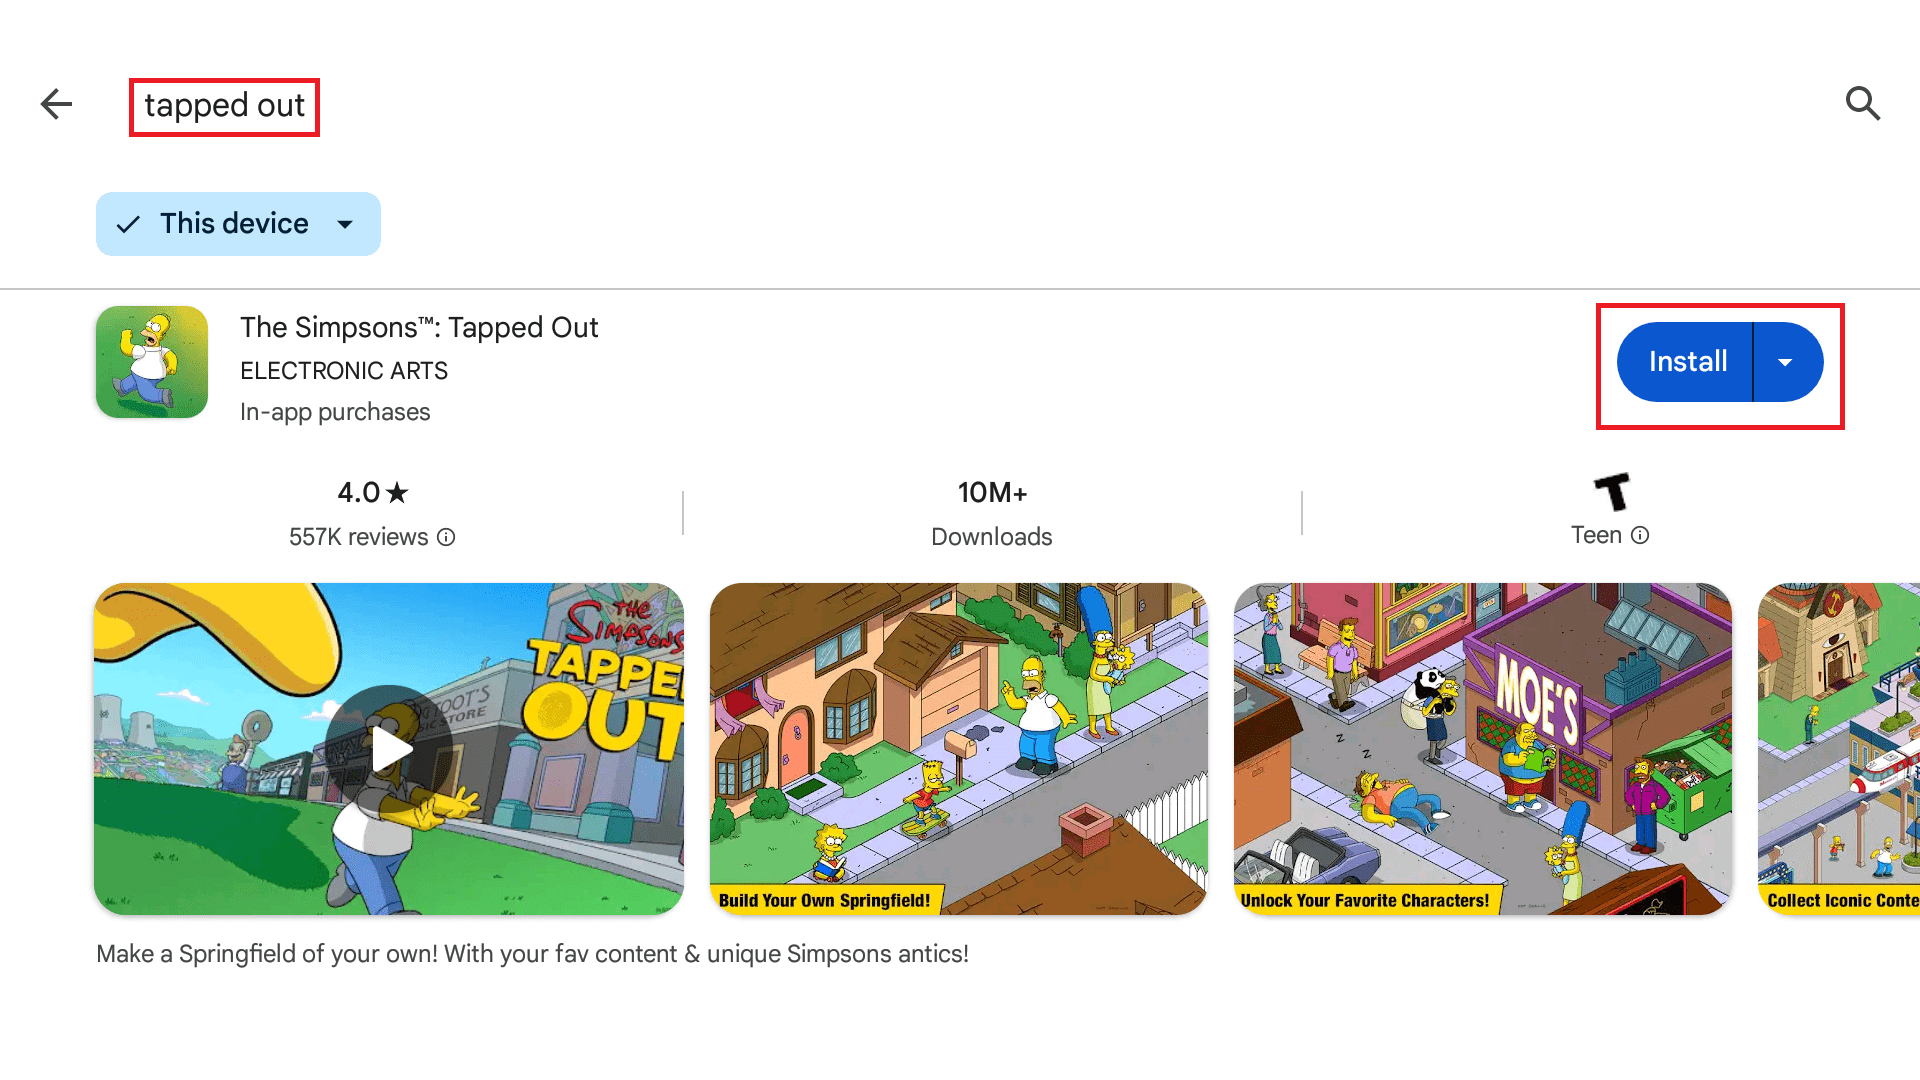 tapped out
This device
The Simpsons™: Tapped Out
ELECTRONIC ARTS
In-app purchases
Install
4.0★
557K reviews
10M+
Downloads
T
Teen
THE
SIMPSONS
TAPPE
OUT
STORE
MOE'S
Build Your Own Springfield!
Unlock Your Favorite Characters!
Collect Iconic Conte
Make a Springfield of your own! With your fav content & unique Simpsons antics!